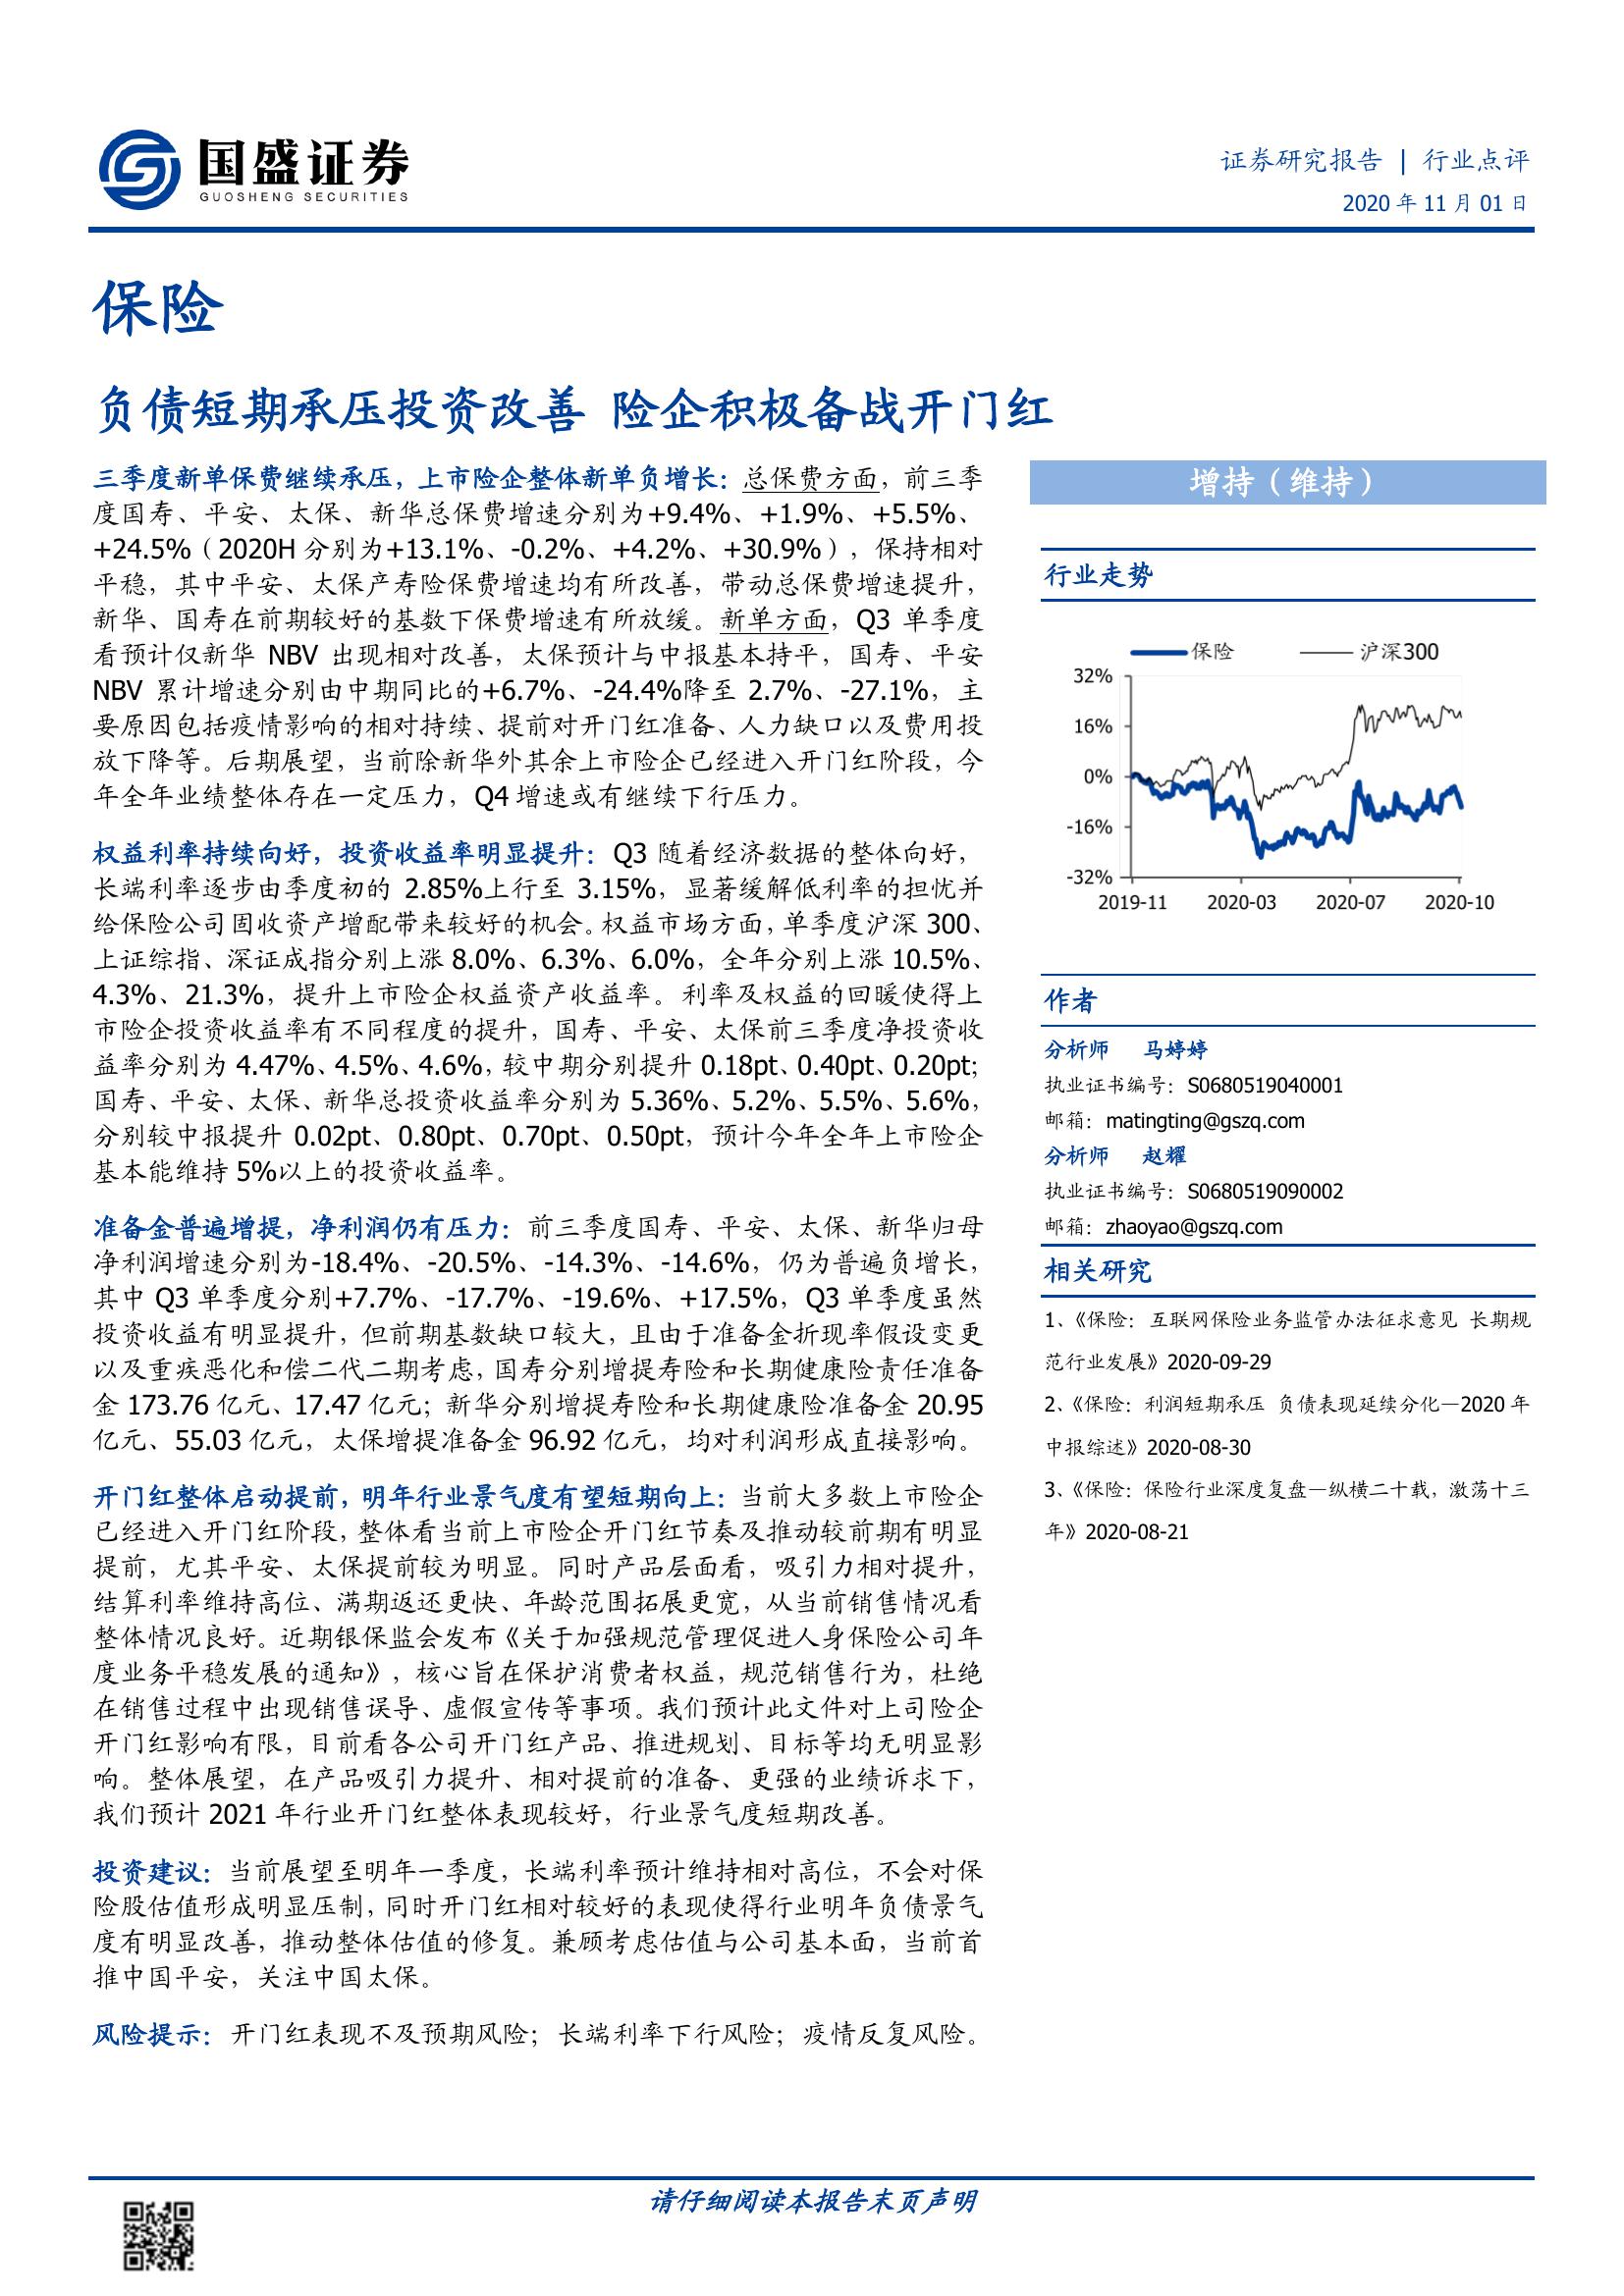 国盛证券
GUOSHENG SECURITIES
证券研究报告 | 行业点评
2020 年 11 月 01 日
保险
负债短期承压投资改善 险企积极备战开门红
三季度新单保费继续承压，上市险企整体新单负增长：总保费方面，前三季
度国寿、平安、太保、新华总保费增速分别为+9.4%、+1.9%、+5.5%、
+24.5%（2020H 分别为+13.1%、-0.2%、+4.2%、+30.9%），保持相对
平稳，其中平安、太保产寿险保费增速均有所改善，带动总保费增速提升，
新华、国寿在前期较好的基数下保费增速有所放缓。新单方面，Q3 单季度
看预计仅新华 NBV 出现相对改善，太保预计与中报基本持平，国寿、平安
NBV 累计增速分别由中期同比的+6.7%、-24.4%降至 2.7%、-27.1%，主
要原因包括疫情影响的相对持续、提前对开门红准备、人力缺口以及费用投
放下降等。后期展望，当前除新华外其余上市险企已经进入开门红阶段，今
年全年业绩整体存在一定压力，Q4 增速或有继续下行压力。
权益利率持续向好，投资收益率明显提升：Q3 随着经济数据的整体向好，
长端利率逐步由季度初的 2.85%上行至 3.15%，显著缓解低利率的担忧并
给保险公司固收资产增配带来较好的机会。权益市场方面，单季度沪深 300、
上证综指、深证成指分别上涨 8.0%、6.3%、6.0%，全年分别上涨 10.5%、
4.3%、21.3%，提升上市险企权益资产收益率。利率及权益的回暖使得上
市险企投资收益率有不同程度的提升，国寿、平安、太保前三季度净投资收
益率分别为 4.47%、4.5%、4.6%，较中期分别提升 0.18pt、0.40pt、0.20pt；
国寿、平安、太保、新华总投资收益率分别为 5.36%、5.2%、5.5%、5.6%，
分别较中报提升 0.02pt、0.80pt、0.70pt、0.50pt，预计今年全年上市险企
基本能维持 5%以上的投资收益率。
准备金普遍增提，净利润仍有压力：前三季度国寿、平安、太保、新华归母
净利润增速分别为-18.4%、-20.5%、-14.3%、-14.6%，仍为普遍负增长，
其中 Q3 单季度分别+7.7%、-17.7%、-19.6%、+17.5%，Q3 单季度虽然
投资收益有明显提升，但前期基数缺口较大，且由于准备金折现率假设变更
以及重疾恶化和偿二代二期考虑，国寿分别增提寿险和长期健康险责任准备
金 173.76 亿元、17.47 亿元；新华分别增提寿险和长期健康险准备金 20.95
亿元、55.03 亿元，太保增提准备金 96.92 亿元，均对利润形成直接影响。
开门红整体启动提前，明年行业景气度有望短期向上：当前大多数上市险企
已经进入开门红阶段，整体看当前上市险企开门红节奏及推动较前期有明显
提前，尤其平安、太保提前较为明显。同时产品层面看，吸引力相对提升，
结算利率维持高位、满期返还更快、年龄范围拓展更宽，从当前销售情况看
整体情况良好。近期银保监会发布《关于加强规范管理促进人身保险公司年
度业务平稳发展的通知》，核心旨在保护消费者权益，规范销售行为，杜绝
在销售过程中出现销售误导、虚假宣传等事项。我们预计此文件对上司险企
开门红影响有限，目前看各公司开门红产品、推进规划、目标等均无明显影
响。整体展望，在产品吸引力提升、相对提前的准备、更强的业绩诉求下，
我们预计 2021 年行业开门红整体表现较好，行业景气度短期改善。
投资建议：当前展望至明年一季度，长端利率预计维持相对高位，不会对保
险股估值形成明显压制，同时开门红相对较好的表现使得行业明年负债景气
度有明显改善，推动整体估值的修复。兼顾考虑估值与公司基本面，当前首
推中国平安，关注中国太保。
风险提示：开门红表现不及预期风险；长端利率下行风险；疫情反复风险。
增持（维持）
行业走势
保险 沪深300
32%
16%
0%
-16%
-32%
2019-11 2020-03 2020-07 2020-10
作者
分析师 马婷婷
执业证书编号：S0680519040001
邮箱：matingting@gszq.com
分析师 赵耀
执业证书编号：S0680519090002
邮箱：zhaoyao@gszq.com
相关研究
1、《保险：互联网保险业务监管办法征求意见 长期规
范行业发展》2020-09-29
2、《保险：利润短期承压 负债表现延续分化—2020 年
中报综述》2020-08-30
3、《保险：保险行业深度复盘—纵横二十载，激荡十三
年》2020-08-21
请仔细阅读本报告末页声明